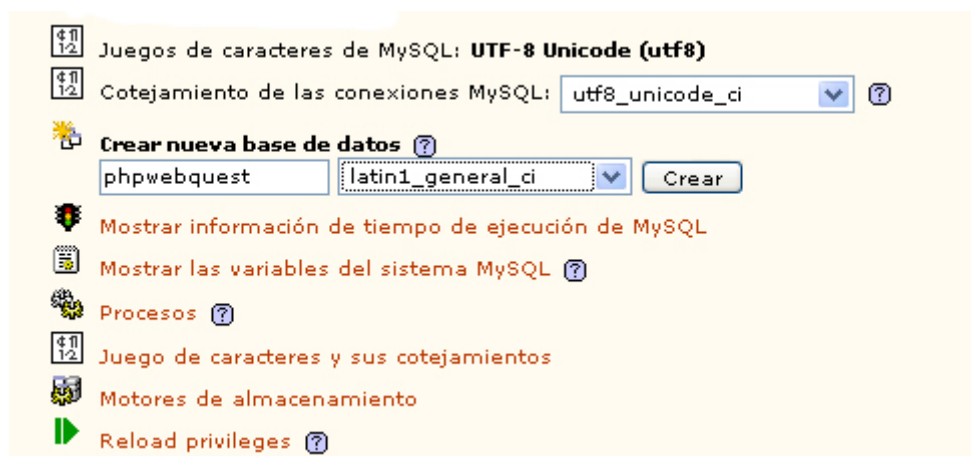 Juegos de caracteres de MySQL: UTF-8 Unicode (utf8)
Cotejamiento de las conexiones MySQL: utf8_unicode_ci
Crear nueva base de datos
phpwebquest latin1_general_ci Crear
Mostrar información de tiempo de ejecución de MySQL
Mostrar las variables del sistema MySQL
Procesos
Juego de caracteres y sus cotejamientos
Motores de almacenamiento
Reload privileges